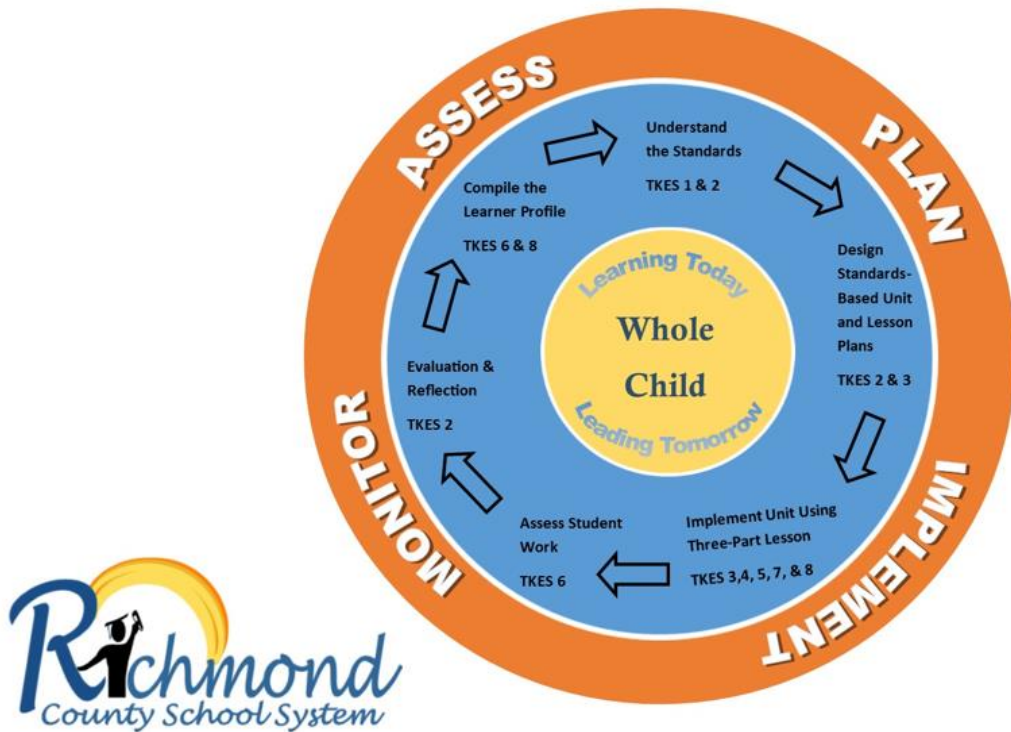 ASSESS
PLAN
IMPLEMENT
MONITOR
Understand
the Standards
TKES 1 & 2
Design
Standards-
Based Unit
and Lesson
Plans
TKES 2 & 3
Implement Unit Using
Three-Part Lesson
TKES 3,4, 5, 7, & 8
Assess Student
Work
TKES 6
Evaluation &
Reflection
TKES 2
Compile the
Learner Profile
TKES 6 & 8
Learning Today
Whole
Child
Leading Tomorrow
Richmond
County School System